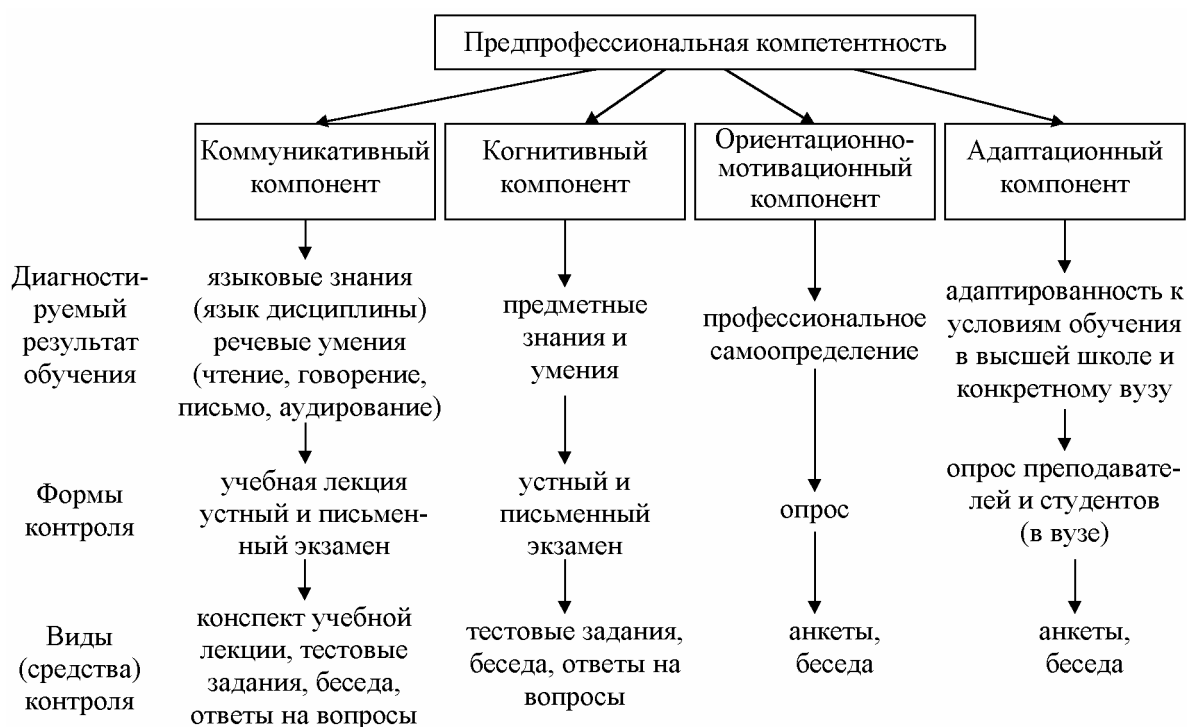 Предпрофессиональная компетентность
Коммуникативный
компонент
Когнитивный
компонент
Ориентационно-
мотивационный
компонент
Адаптационный
компонент
Диагности-
руемый
результат
обучения
языковые знания
(язык дисциплины)
речевые умения
(чтение, говорение,
письмо, аудирование)
предметные
знания и
умения
профессиональное
самоопределение
адаптированность к
условиям обучения
в высшей школе и
конкретному вузу
Формы
контроля
учебная лекция
устный и письмен-
ный экзамен
устный и
письменный
экзамен
опрос
опрос преподавате-
лей и студентов
(в вузе)
Виды
(средства)
контроля
конспект учебной
лекции, тестовые
задания, беседа,
ответы на вопросы
тестовые задания,
беседа, ответы на
вопросы
анкеты,
беседа
анкеты,
беседа